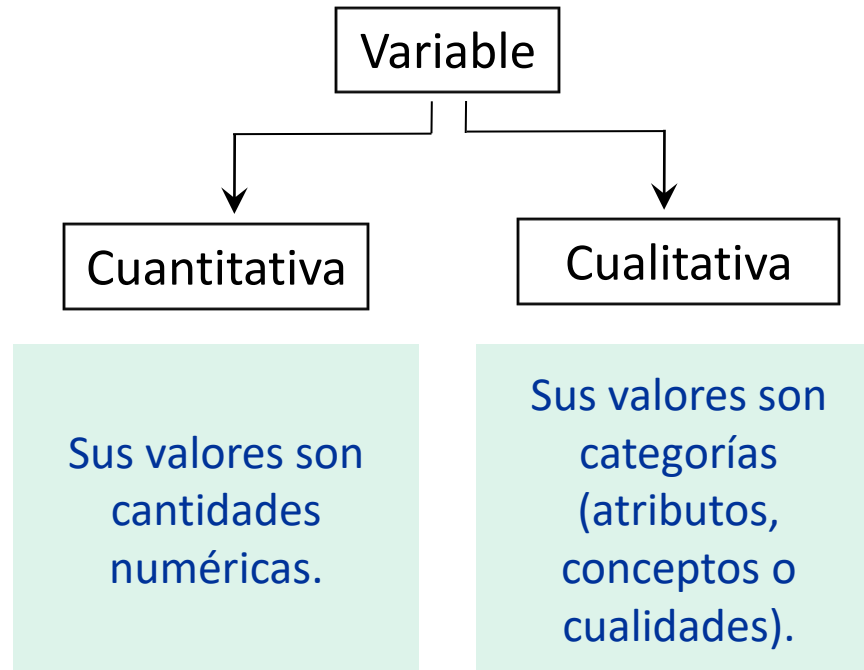 Variable
Cuantitativa
Cualitativa
Sus valores son
cantidades
numéricas.
Sus valores son
categorías
(atributos,
conceptos o
cualidades).